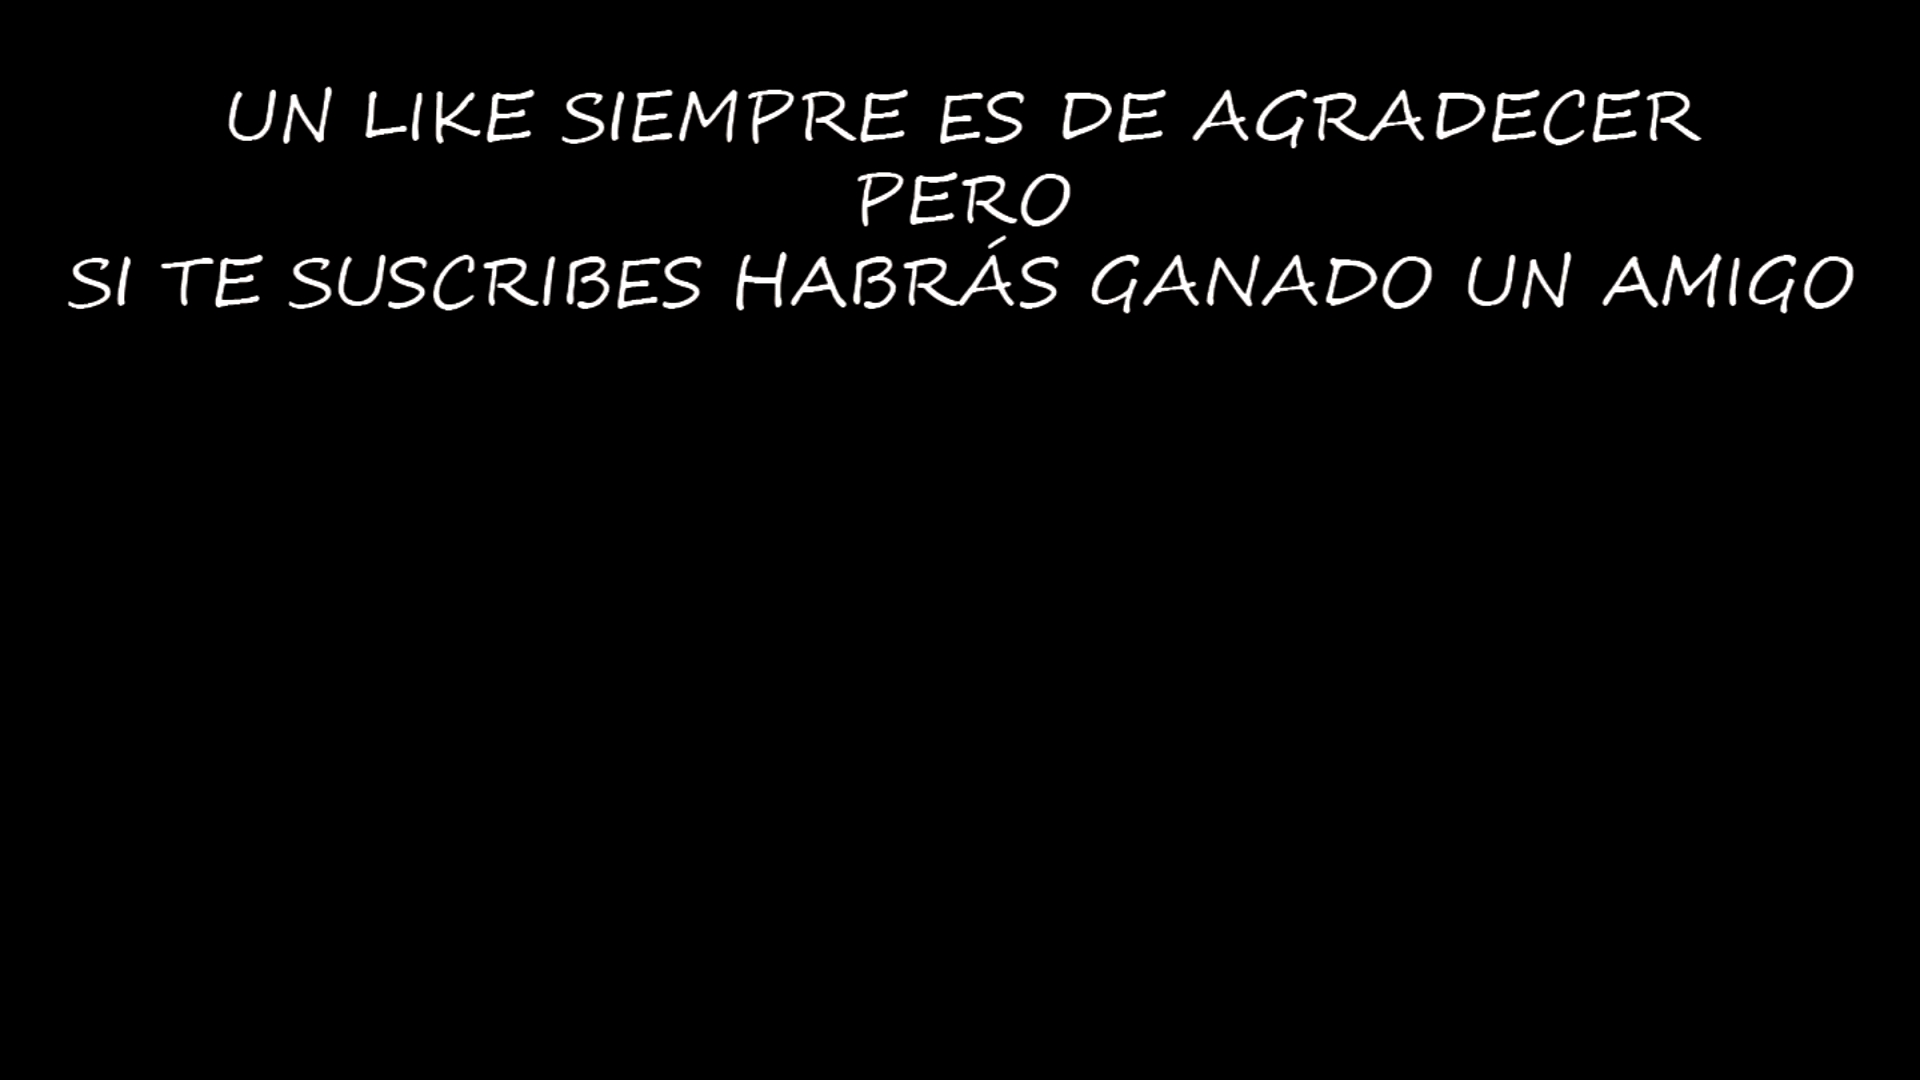 UN LIKE SIEMPRE ES DE AGRADECER
PERO
SI TE SUSCRIBES HABRÁS GANADO UN AMIGO